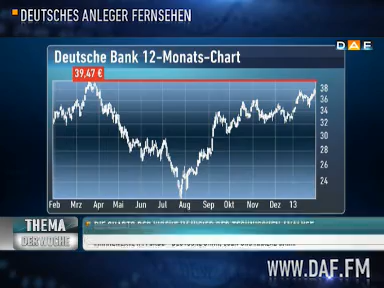 DEUTSCHES ANLEGER FERNSEHEN
DAF
Deutsche Bank 12-Monats-Chart
39,47 €
38
36
34
32
30
28
26
24
Feb Mrz Apr Mai Jun Jul Aug Sep Okt Nov Dez 13
THEMA
DER WOCHE
WWW.DAF.FM